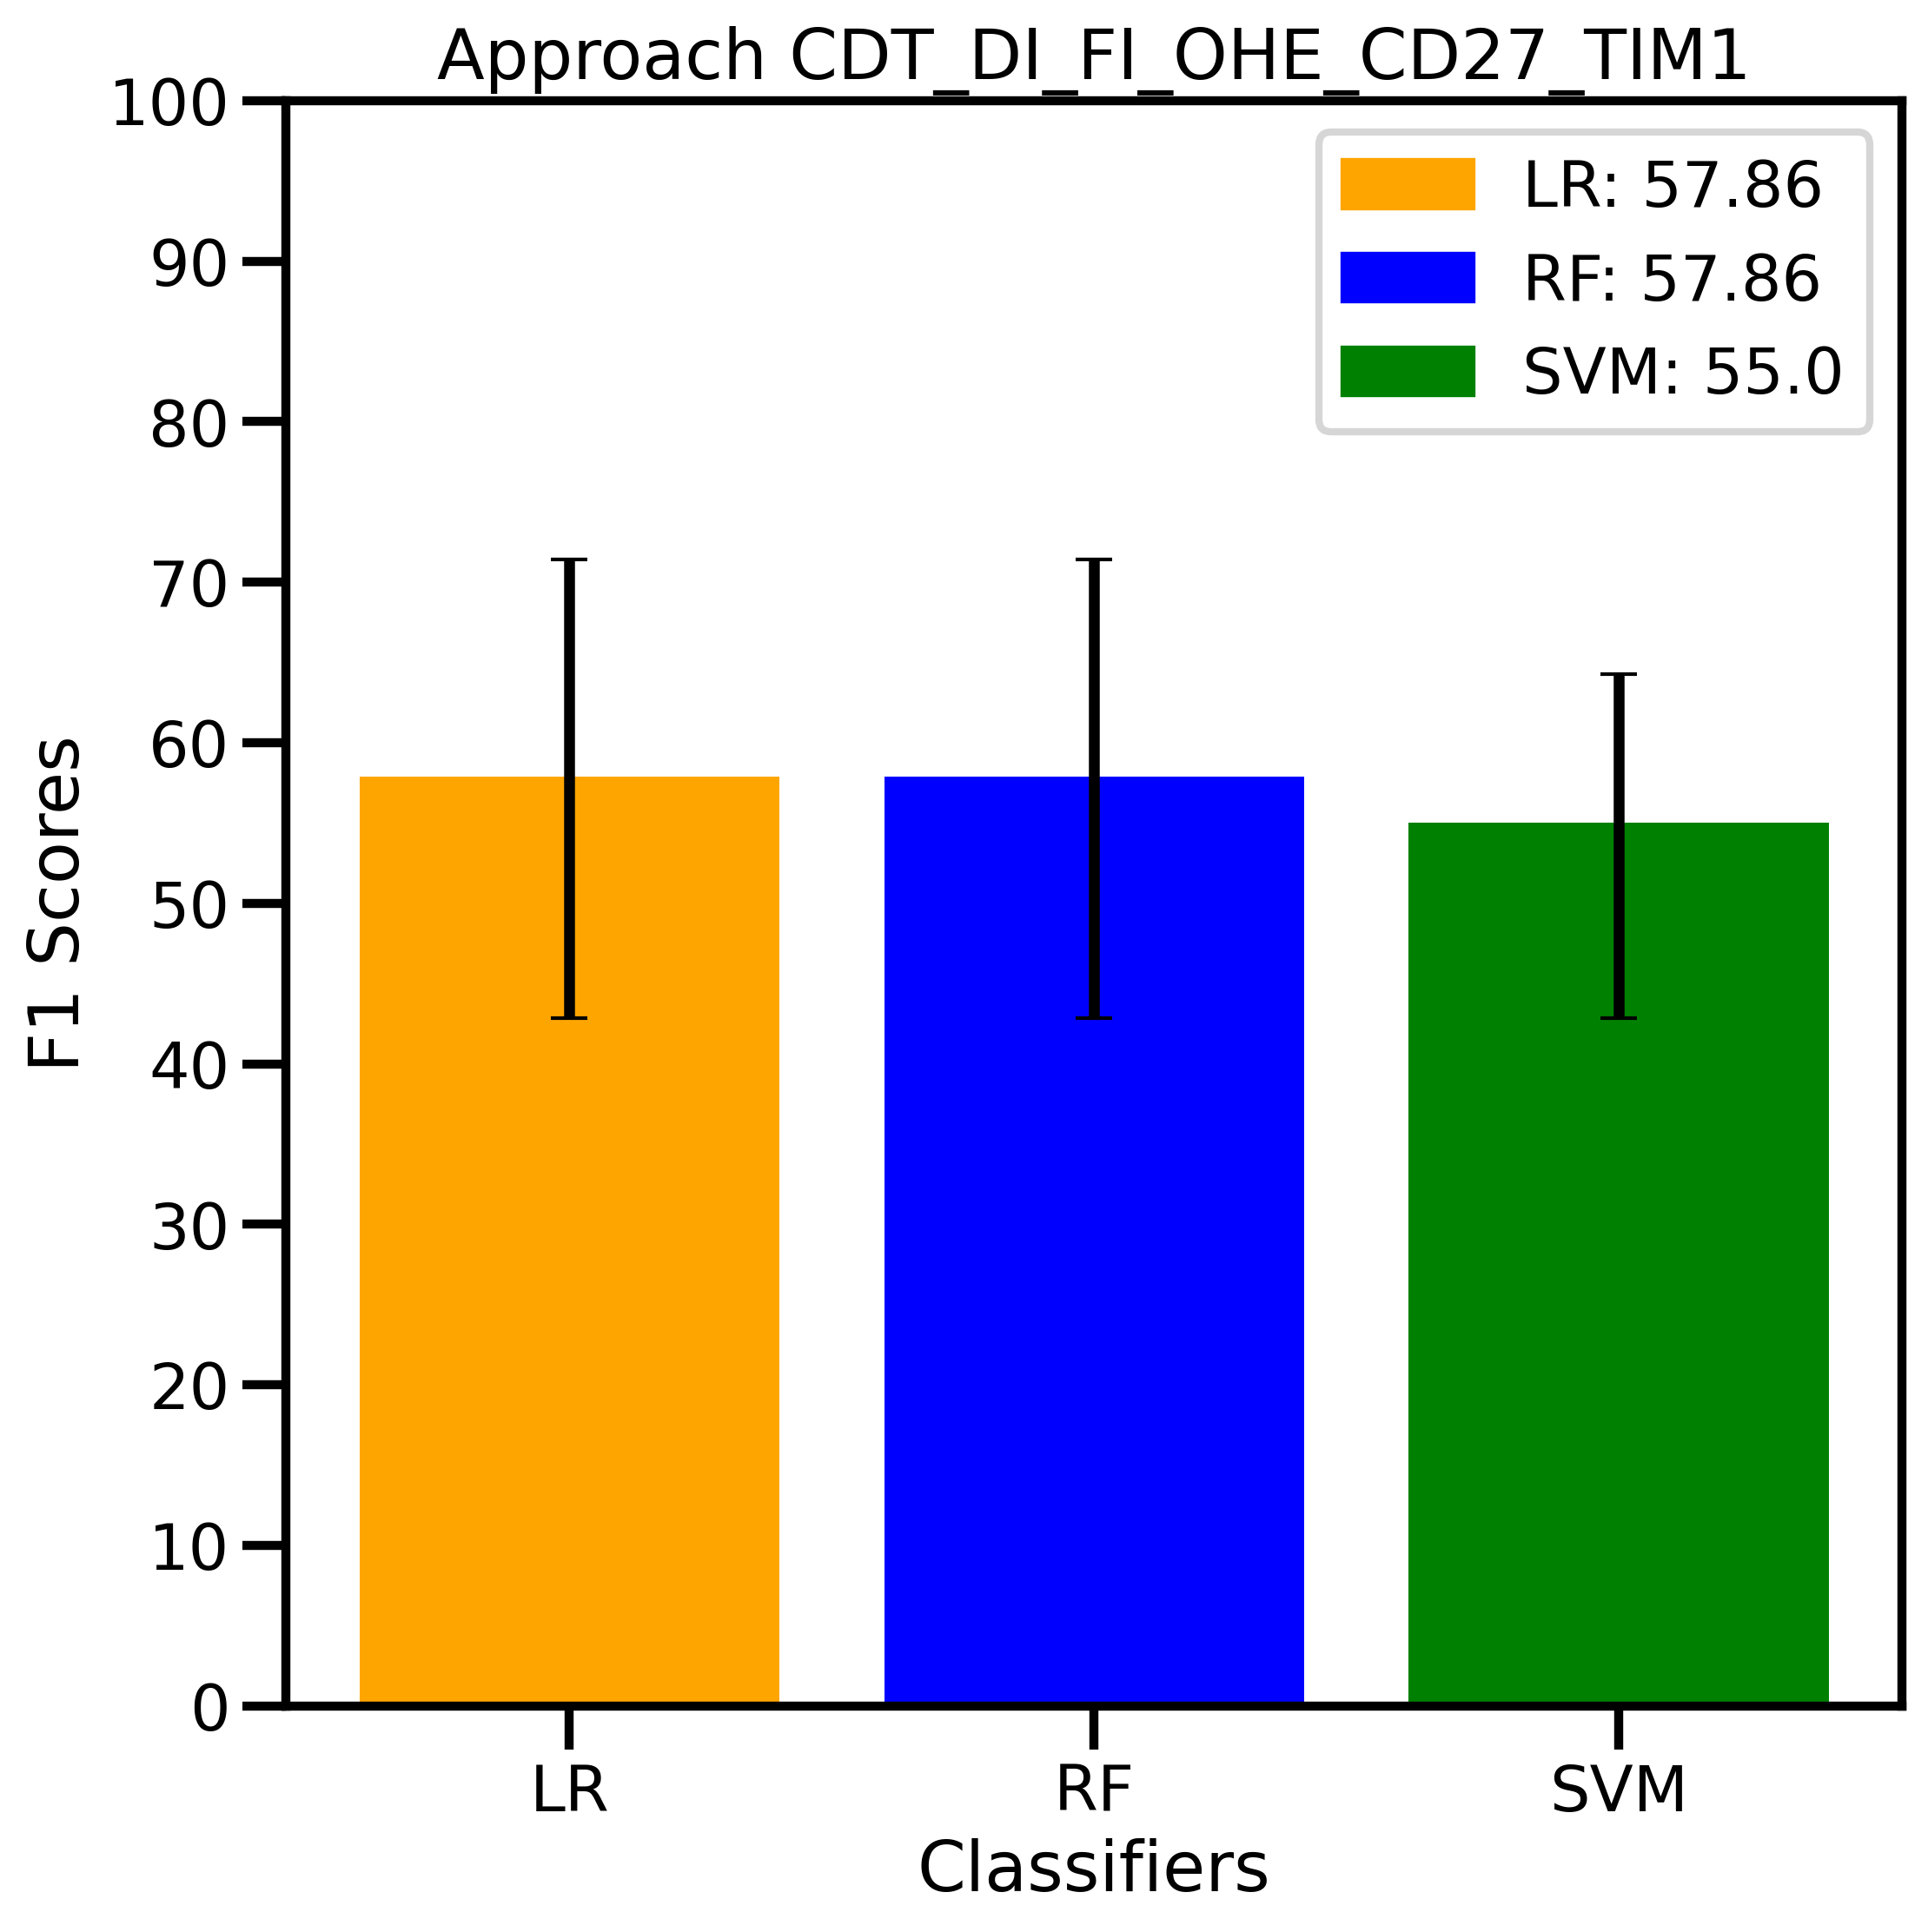 Approach CDT_DI_FI_OHE_CD27_TIM1
LR: 57.86
RF: 57.86
SVM: 55.0
F1 Scores
100
90
80
70
60
50
40
30
20
10
0
LR
RF
SVM
Classifiers